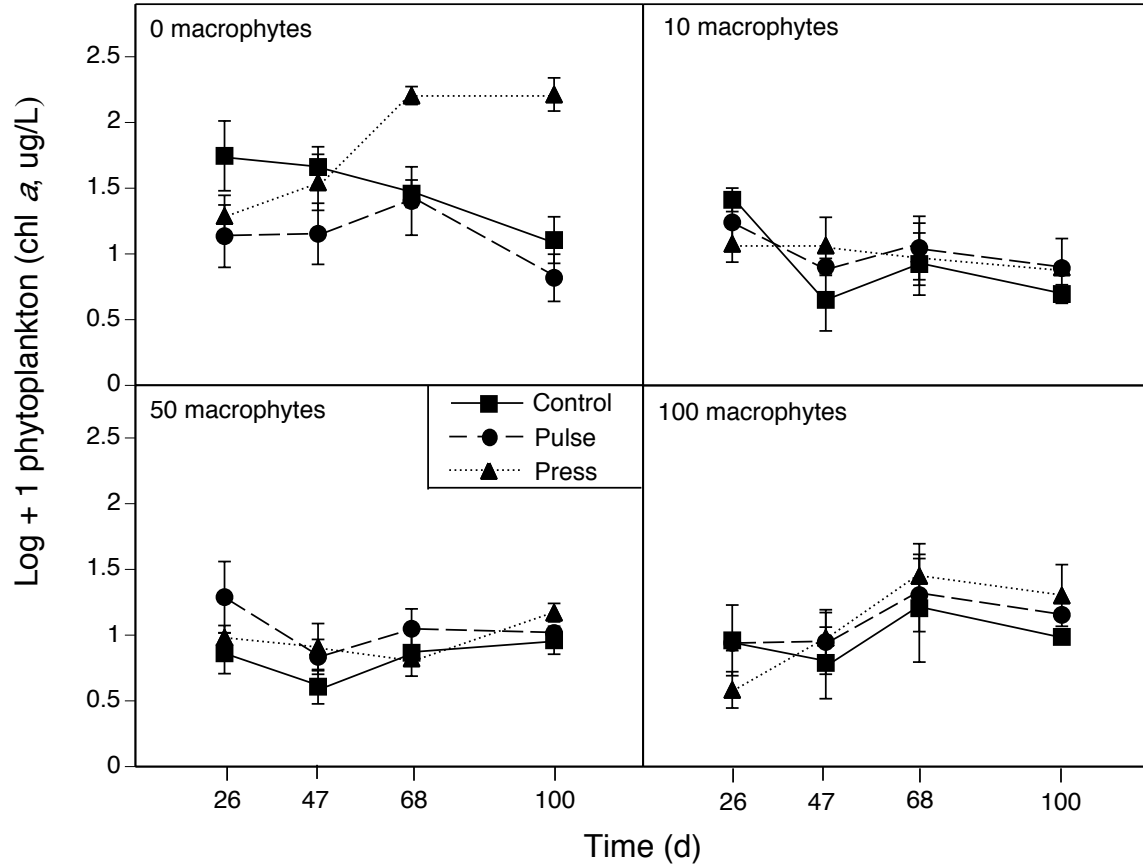 Log + 1 phytoplankton (chl a, ug/L)
0 macrophytes
10 macrophytes
2.5
2
1.5
1
0.5
0
50 macrophytes
Control
Pulse
Press
100 macrophytes
2.5
2
1.5
1
0.5
0
26 47 68 100 26 47 68 100
Time (d)